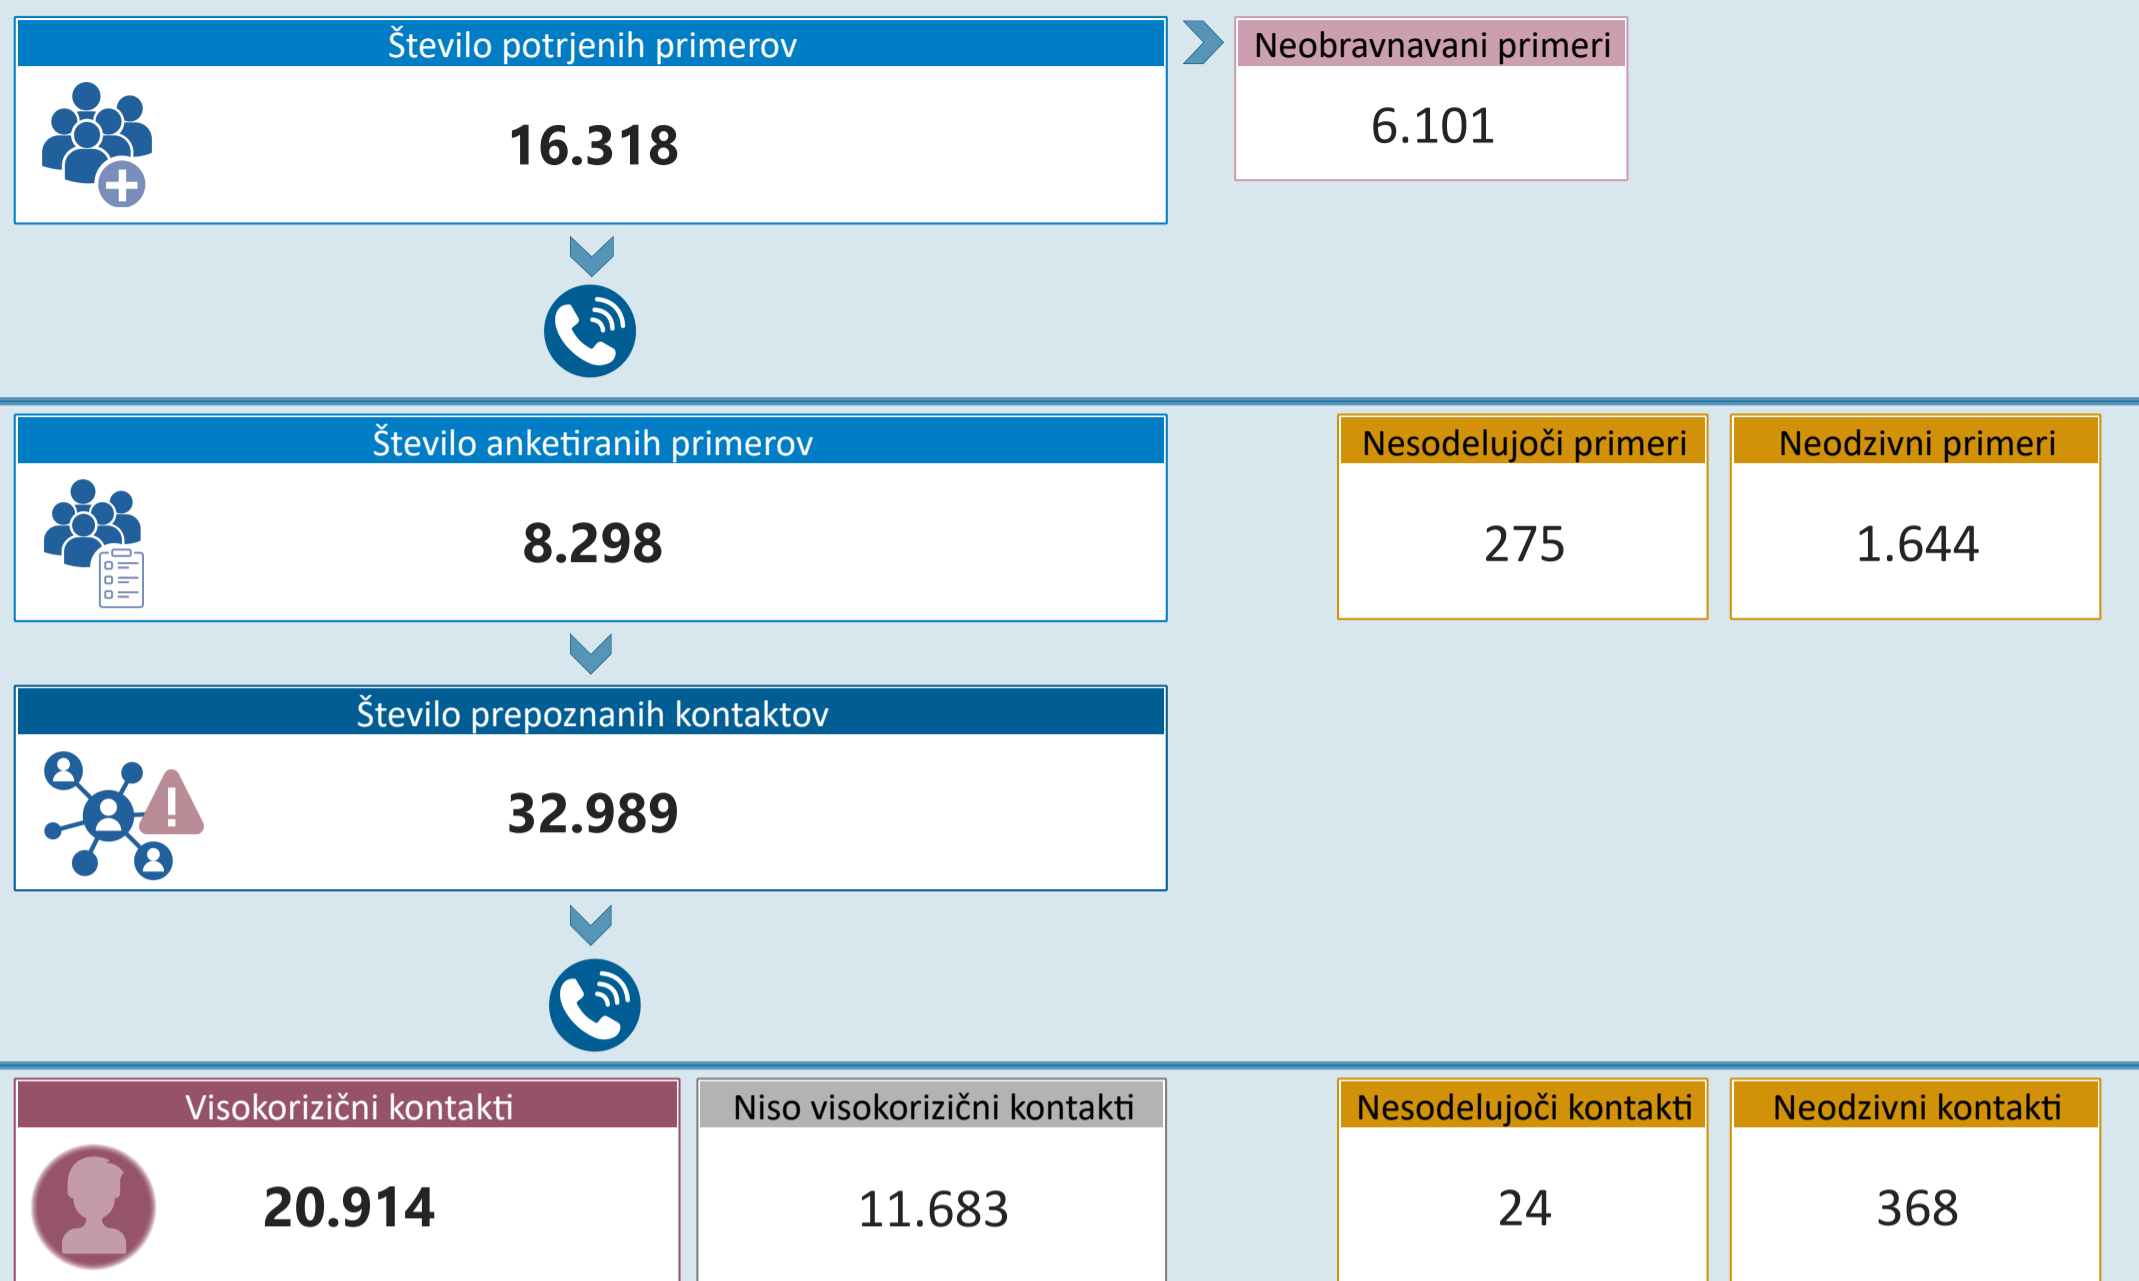 Število potrjenih primerov
16.318
Neobravnavani primeri
6.101
Število anketiranih primerov
8.298
Nesodelujoči primeri
275
Neodzivni primeri
1.644
Število prepoznanih kontaktov
32.989
Visokorizični kontakti
20.914
Niso visokorizični kontakti
11.683
Nesodelujoči kontakti
24
Neodzivni kontakti
368